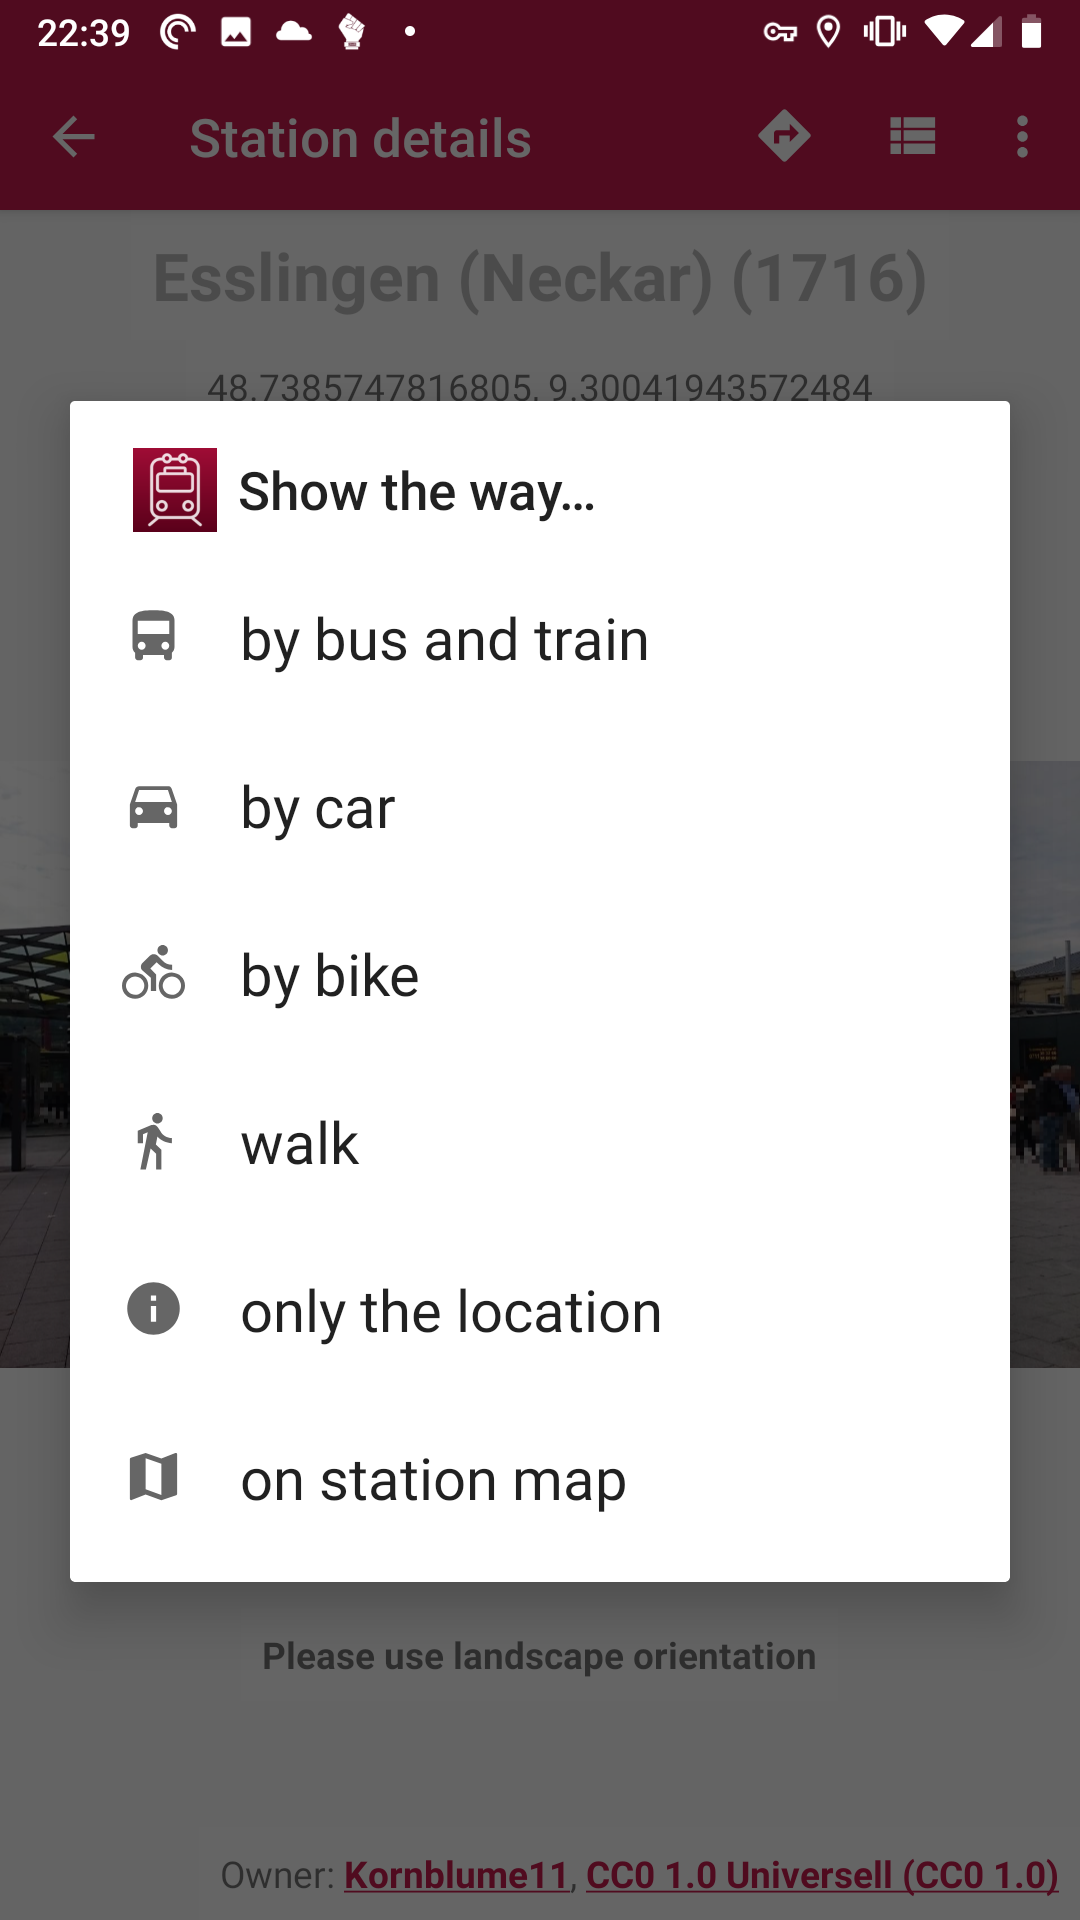 22:39
Station details
Esslingen (Neckar) (1716)
48.7385747816805, 9.30041943572484
Show the way...
by bus and train
by car
by bike
walk
only the location
on station map
Please use landscape orientation
Owner: Kornblume11, CC0 1.0 Universell (CC0 1.0)